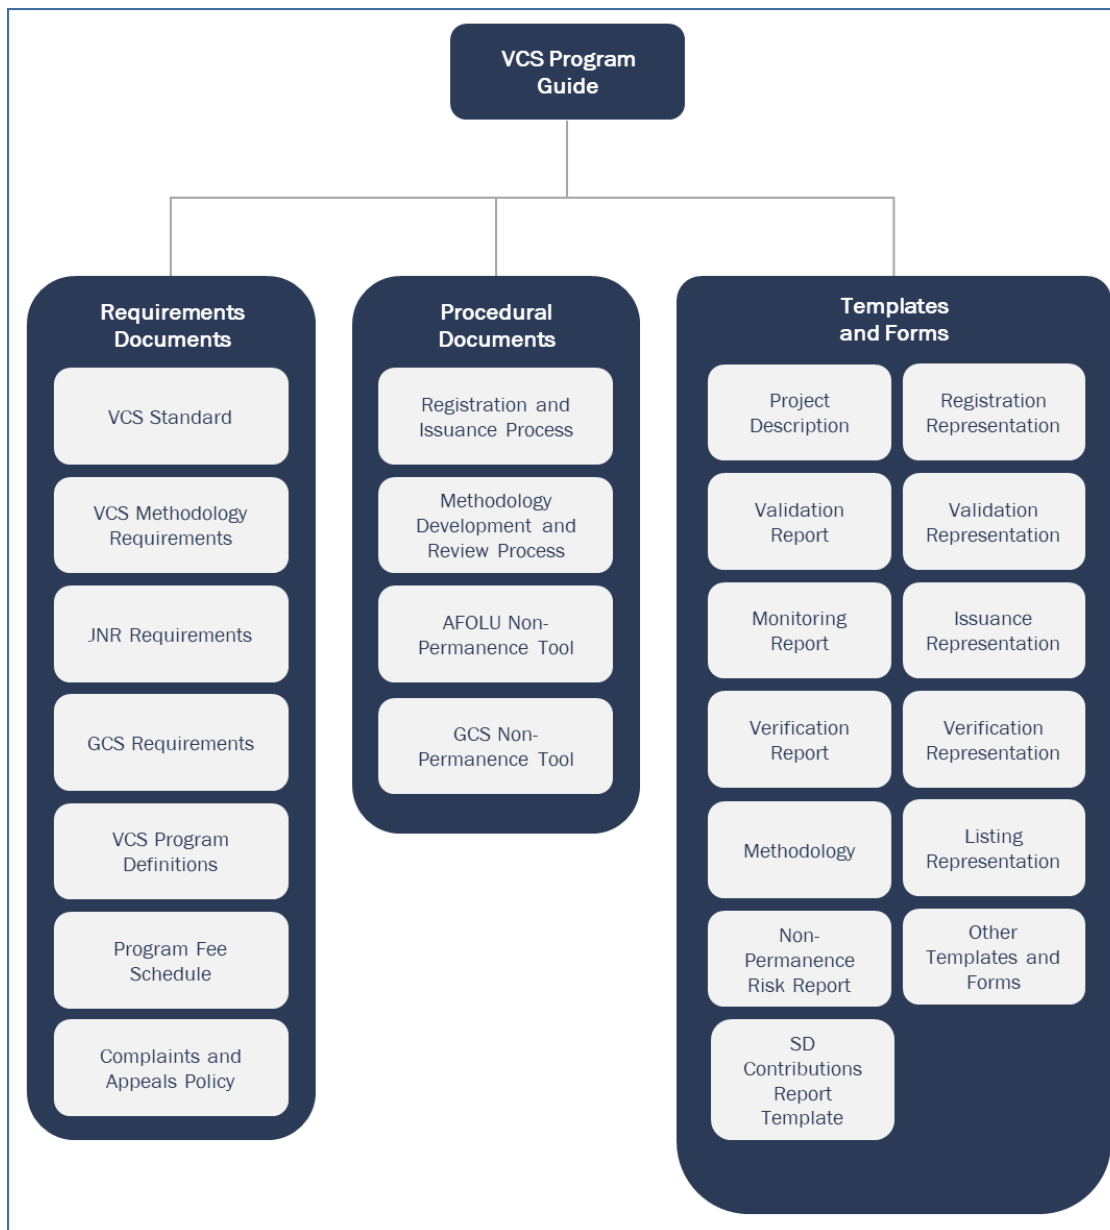 VCS Program
Guide
Requirements
Documents
VCS Standard
VCS Methodology
Requirements
JNR Requirements
GCS Requirements
VCS Program
Definitions
Program Fee
Schedule
Complaints and
Appeals Policy
Procedural
Documents
Registration and
Issuance Process
Methodology
Development and
Review Process
AFOLU Non-
Permanence Tool
GCS Non-
Permanence Tool
Templates
and Forms
Project
Description
Registration
Representation
Validation
Report
Validation
Representation
Monitoring
Report
Issuance
Representation
Verification
Report
Verification
Representation
Methodology
Listing
Representation
Non-
Permanence
Risk Report
Other
Templates and
Forms
SD
Contributions
Report
Template